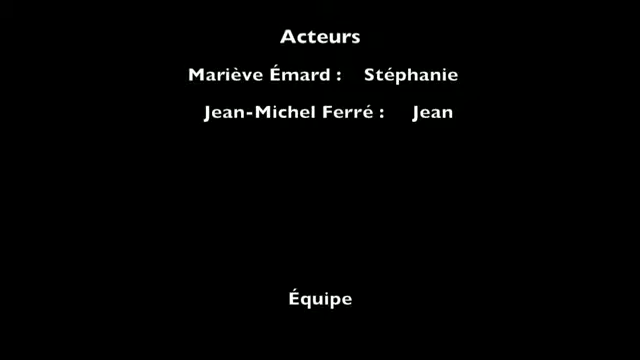 Acteurs
Mariève Émard : Stéphanie
Jean-Michel Ferré : Jean
Équipe